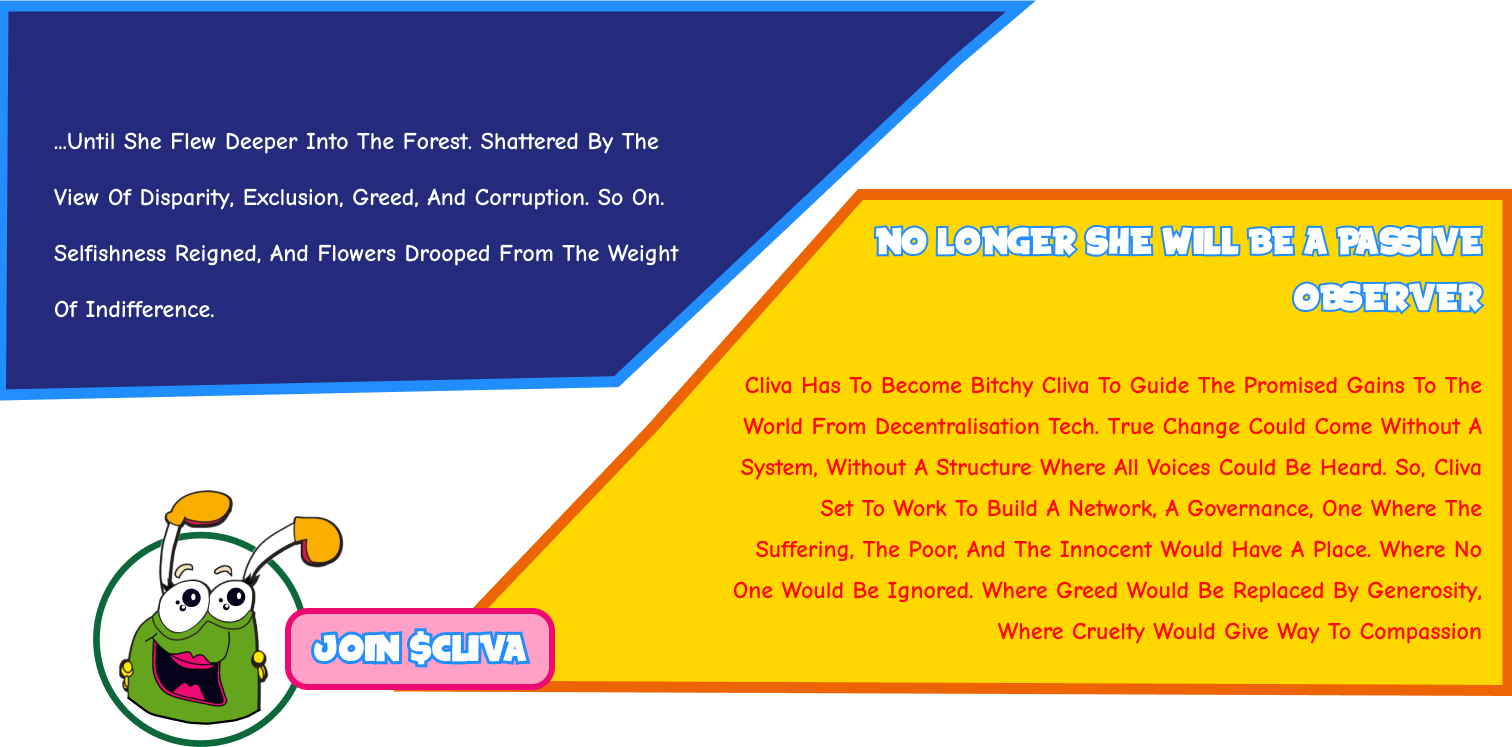 ...Until She Flew Deeper Into The Forest. Shattered By The
View Of Disparity, Exclusion, Greed, And Corruption. So On.
Selfishness Reigned, And Flowers Drooped From The Weight
Of Indifference.
NO LONGER SHE WILL BE A PASSIVE
OBSERVER
Cliva Has To Become Bitchy Cliva To Guide The Promised Gains To The
World From Decentralisation Tech. True Change Could Come Without A
System, Without A Structure Where All Voices Could Be Heard. So, Cliva
Set To Work To Build A Network, A Governance, One Where The
Suffering, The Poor, And The Innocent Would Have A Place. Where No
One Would Be Ignored. Where Greed Would Be Replaced By Generosity,
Where Cruelty Would Give Way To Compassion
JOIN $CLIVA